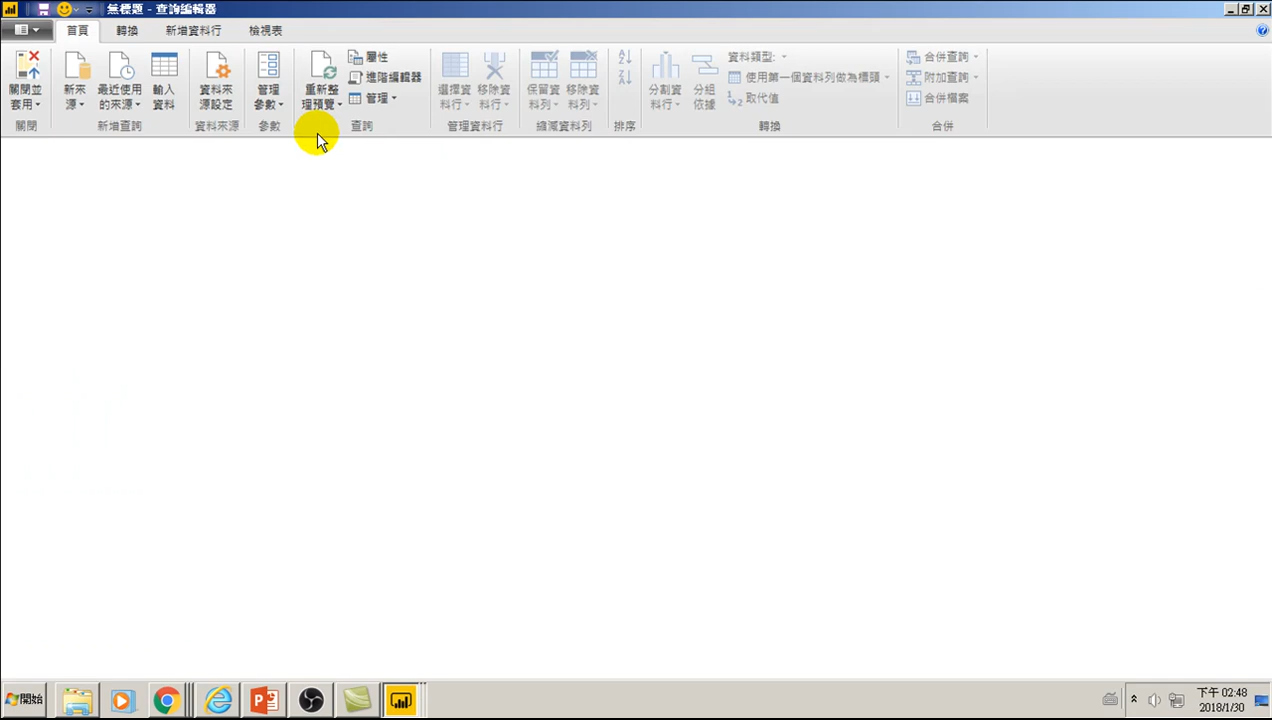 無標題 - 查詢編輯器
首頁 轉換 新增資料行 檢視表
關閉並套用
新來源
最近使用的來源
輸入資料
資料來源設定
管理參數
重新整理預覽
屬性
進階編輯器
管理
選擇資料行
移除資料行
保留資料列
移除資料列
分割資料行
分組依據
資料類型:
使用第一個資料列做為標頭
取代值
合併查詢
附加查詢
合併檔案
關閉 新增查詢 資料來源 參數 查詢 管理資料行 縮減資料列 排序 轉換 合併
開始
下午 02:48
2018/1/30